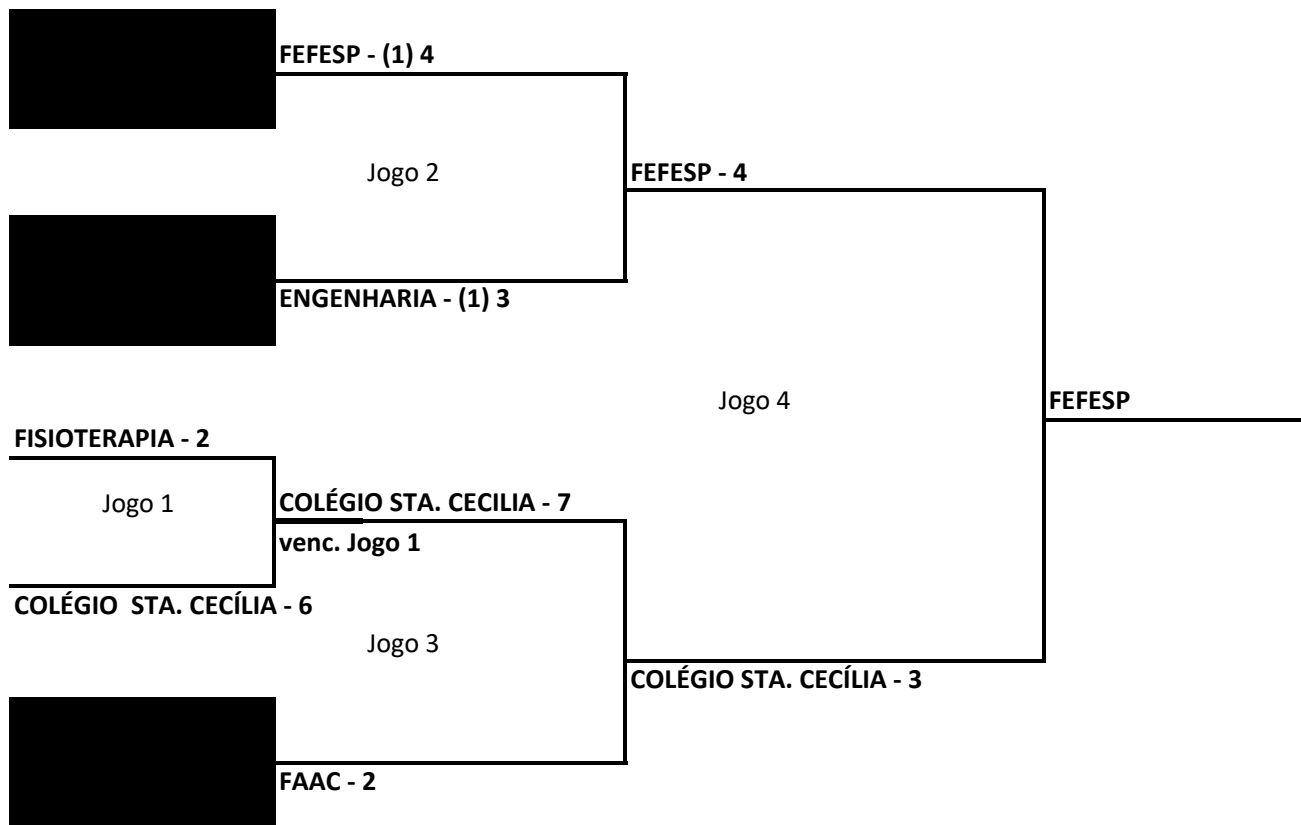 FEFESP - (1) 4
Jogo 2
FEFESP - 4
ENGENHARIA - (1) 3
Jogo 4
FEFESP
FISIOTERAPIA - 2
Jogo 1
COLÉGIO STA. CECILIA - 7
venc. Jogo 1
COLÉGIO  STA. CECÍLIA - 6
Jogo 3
COLÉGIO STA. CECÍLIA - 3
FAAC - 2